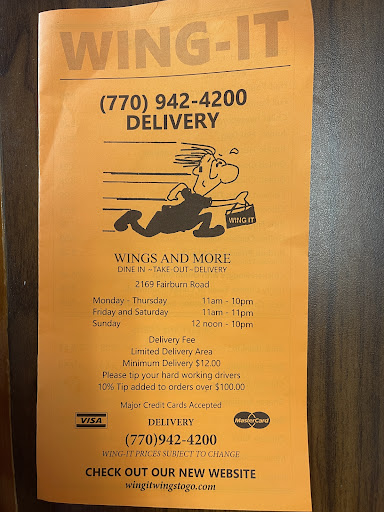 WING-IT
(770) 942-4200
DELIVERY
WING IT
WINGS AND MORE
DINE IN ~TAKE-OUT~DELIVERY
2169 Fairburn Road
Monday - Thursday 11am - 10pm
Friday and Saturday 11am - 11pm
Sunday 12 noon - 10pm
Delivery Fee
Limited Delivery Area
Minimum Delivery $12.00
Please tip your hard working drivers
10% Tip added to orders over $100.00
Major Credit Cards Accepted
VISA
DELIVERY
MasterCard
(770)942-4200
WING-IT PRICES SUBJECT TO CHANGE
CHECK OUT OUR NEW WEBSITE
wingitwingstogo.com